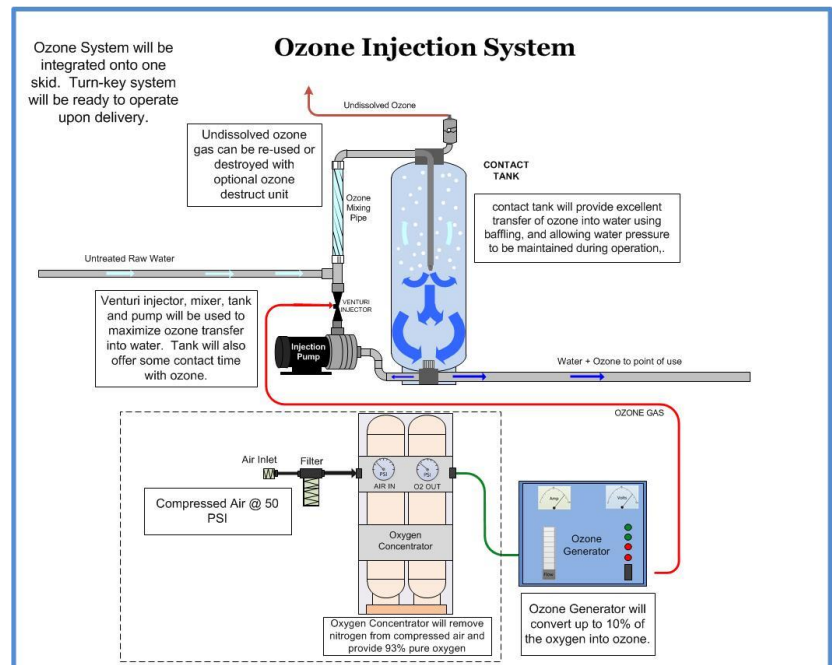 Ozone System will be
integrated onto one
skid. Turn-key system
will be ready to operate
upon delivery.
Ozone Injection System
Undissolved Ozone
Undissolved ozone
gas can be re-used or
destroyed with
optional ozone
destruct unit
Ozone
Mixing
Pipe
CONTACT
TANK
contact tank will provide excellent
transfer of ozone into water using
baffling, and allowing water pressure
to be maintained during operation,.
Untreated Raw Water
Venturi injector, mixer, tank
and pump will be used to
maximize ozone transfer
into water. Tank will also
offer some contact time
with ozone.
VENTURI
INJECTOR
Injection
Pump
Water + Ozone to point of use
OZONE GAS
Air Inlet
Filter
Compressed Air @ 50
PSI
PSI
PSI
AIR IN
O2 OUT
Oxygen
Concentrator
Oxygen Concentrator will remove
nitrogen from compressed air and
provide 93% pure oxygen
Amp
Volts
Ozone
Generator
Flow
Ozone Generator will
convert up to 10% of
the oxygen into ozone.